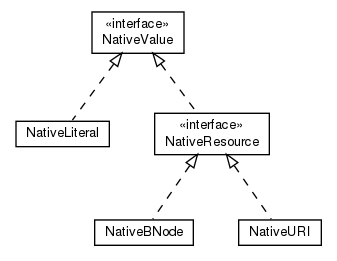 «interface»
NativeValue
NativeLiteral
«interface»
NativeResource
NativeBNode
NativeURI